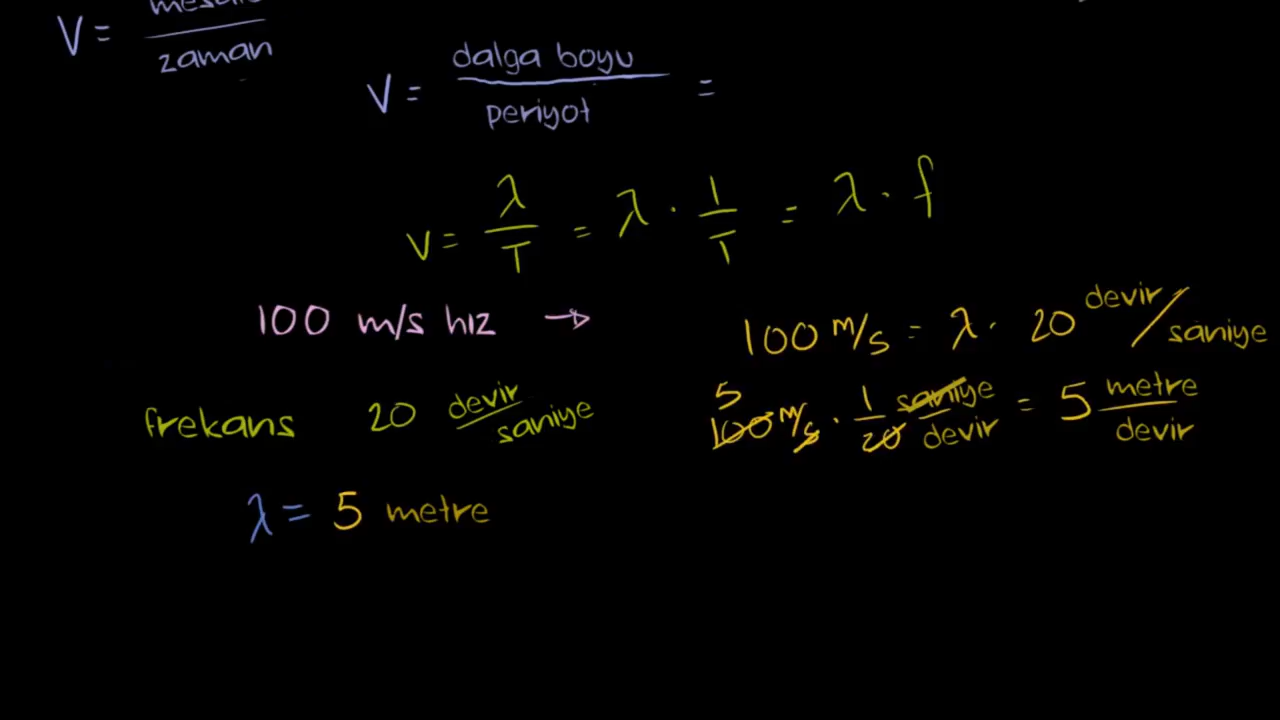 V =
zaman
V = dalga boyu / periyot =
v = λ / T = λ · 1 / T = λ · f
100 m/s hız →
100 m/s = λ · 20 devir / saniye
frekans 20 devir / saniye
5
100 m/s · 1 / 20 saniye / devir = 5 metre / devir
λ = 5 metre